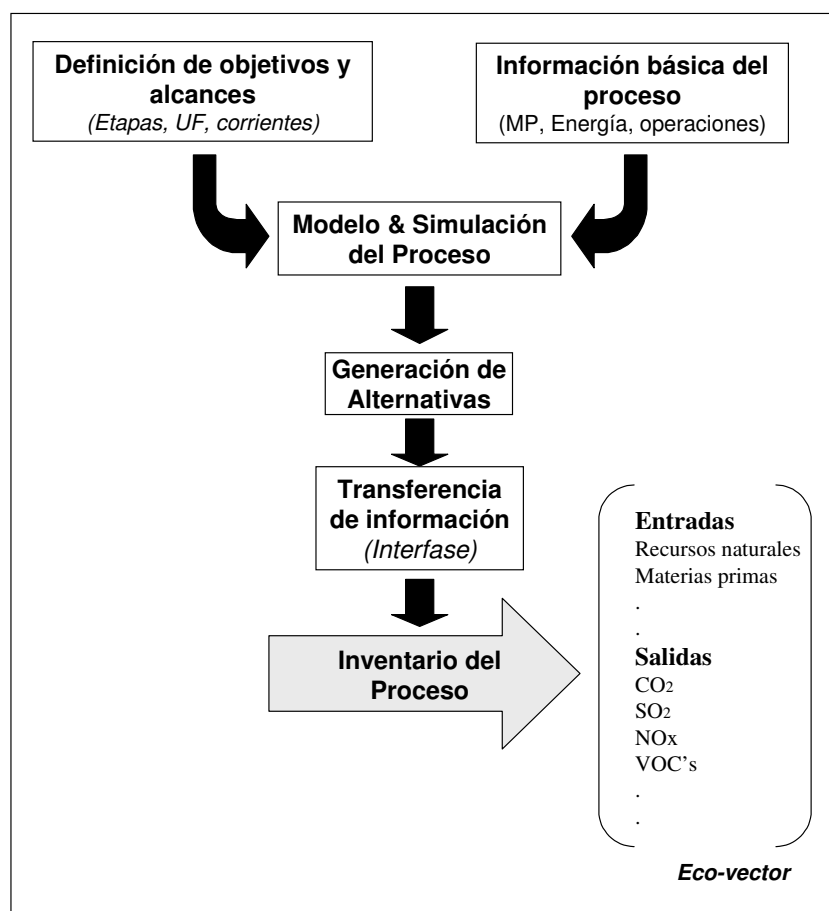 Definición de objetivos y
alcances
(Etapas, UF, corrientes)
Información básica del
proceso
(MP, Energía, operaciones)
Modelo & Simulación
del Proceso
Generación de
Alternativas
Transferencia
de información
(Interfase)
Inventario del
Proceso
Entradas
Recursos naturales
Materias primas
.
.
Salidas
CO2
SO2
NOx
VOC’s
.
.
Eco-vector